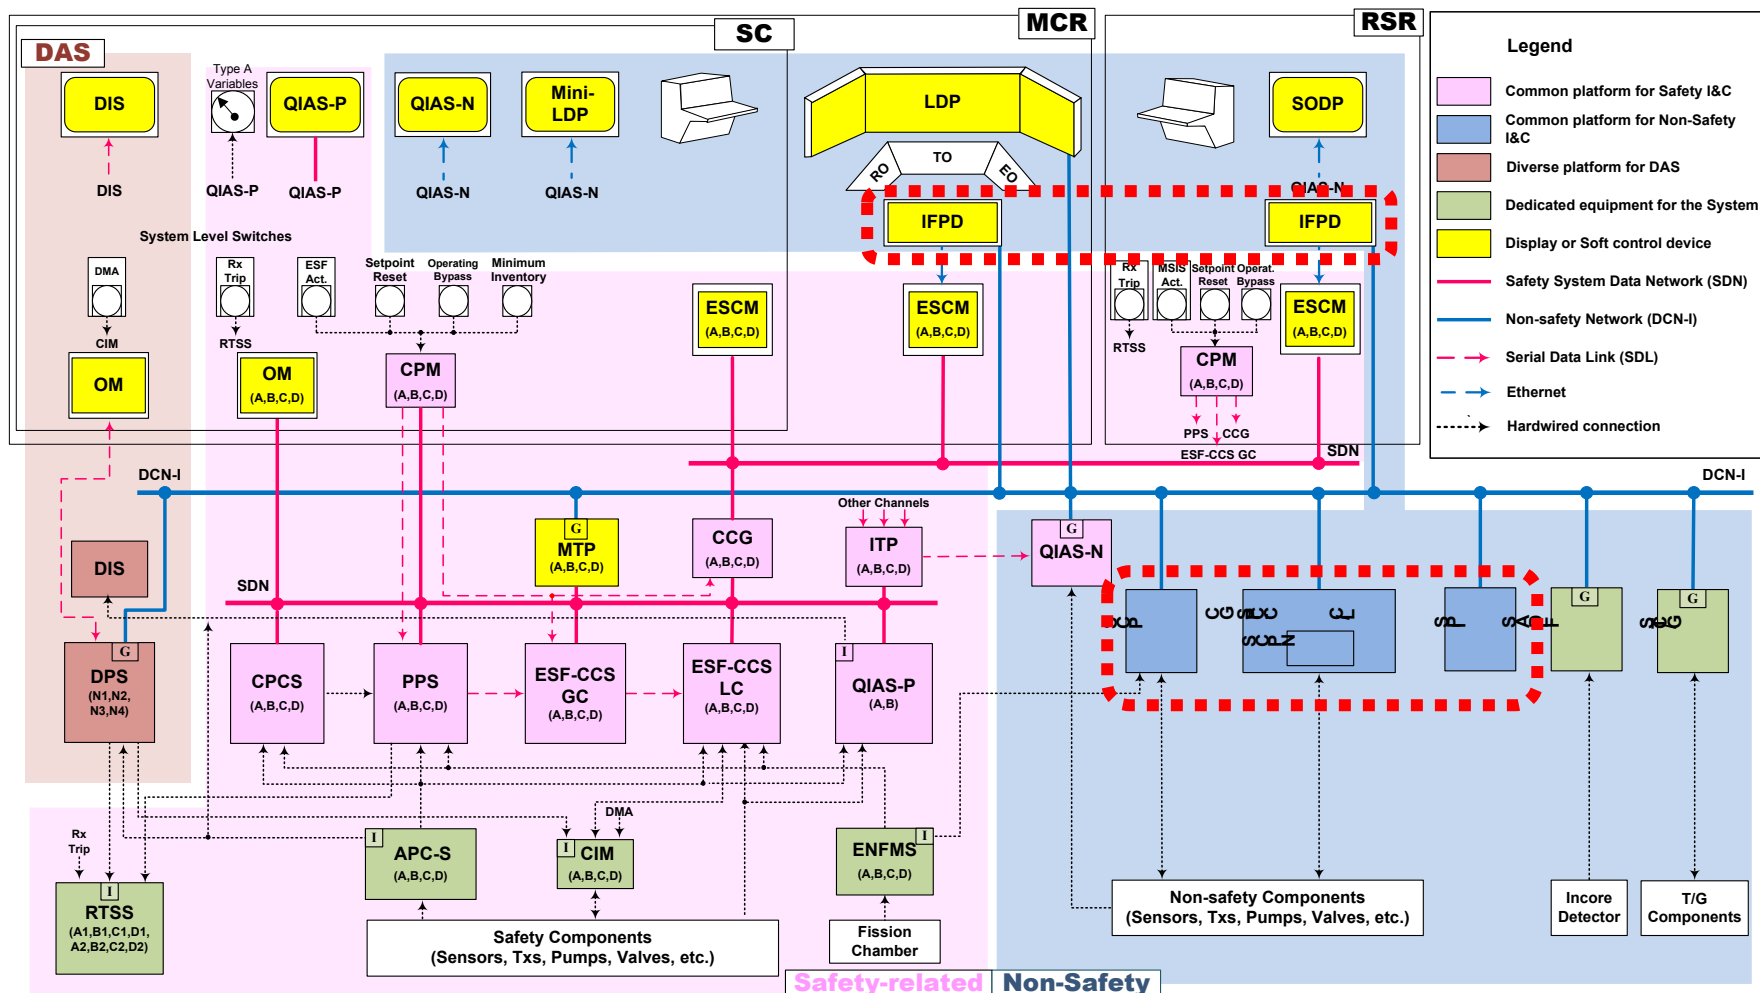 SC
MCR
RSR
DAS
Legend
Common platform for Safety I&C
Common platform for Non-Safety
I&C
Diverse platform for DAS
Dedicated equipment for the System
Display or Soft control device
Safety System Data Network (SDN)
Non-safety Network (DCN-I)
Serial Data Link (SDL)
Ethernet
Hardwired connection
DIS
Type A
Variables
QIAS-P
QIAS-N
Mini-
LDP
LDP
SODP
DIS
QIAS-P
QIAS-P
QIAS-N
QIAS-N
RO
TO
EO
QIAS-N
IFPD
IFPD
System Level Switches
DMA
Rx
Trip
ESF
Act.
Setpoint
Reset
Operating
Bypass
Minimum
Inventory
Rx
Trip
MSIS
Act.
Setpoint
Reset
Operat.
Bypass
ESCM
(A,B,C,D)
ESCM
(A,B,C,D)
ESCM
(A,B,C,D)
CIM
RTSS
RTSS
OM
OM
(A,B,C,D)
CPM
(A,B,C,D)
CPM
(A,B,C,D)
PPS
CCG
ESF-CCS GC
SDN
DCN-I
DCN-I
Other Channels
DIS
G
MTP
(A,B,C,D)
CCG
(A,B,C,D)
ITP
(A,B,C,D)
G
QIAS-N
SDN
G
G
G
DPS
(N1,N2,
N3,N4)
CPCS
(A,B,C,D)
PPS
(A,B,C,D)
ESF-CCS
GC
(A,B,C,D)
ESF-CCS
LC
(A,B,C,D)
I
QIAS-P
(A,B)
DMA
Rx
Trip
I
APC-S
(A,B,C,D)
I
CIM
(A,B,C,D)
I
ENFMS
(A,B,C,D)
I
RTSS
(A1,B1,C1,D1,
A2,B2,C2,D2)
Safety Components
(Sensors, Txs, Pumps, Valves, etc.)
Fission
Chamber
Non-safety Components
(Sensors, Txs, Pumps, Valves, etc.)
Incore
Detector
T/G
Components
Safety-related
Non-Safety